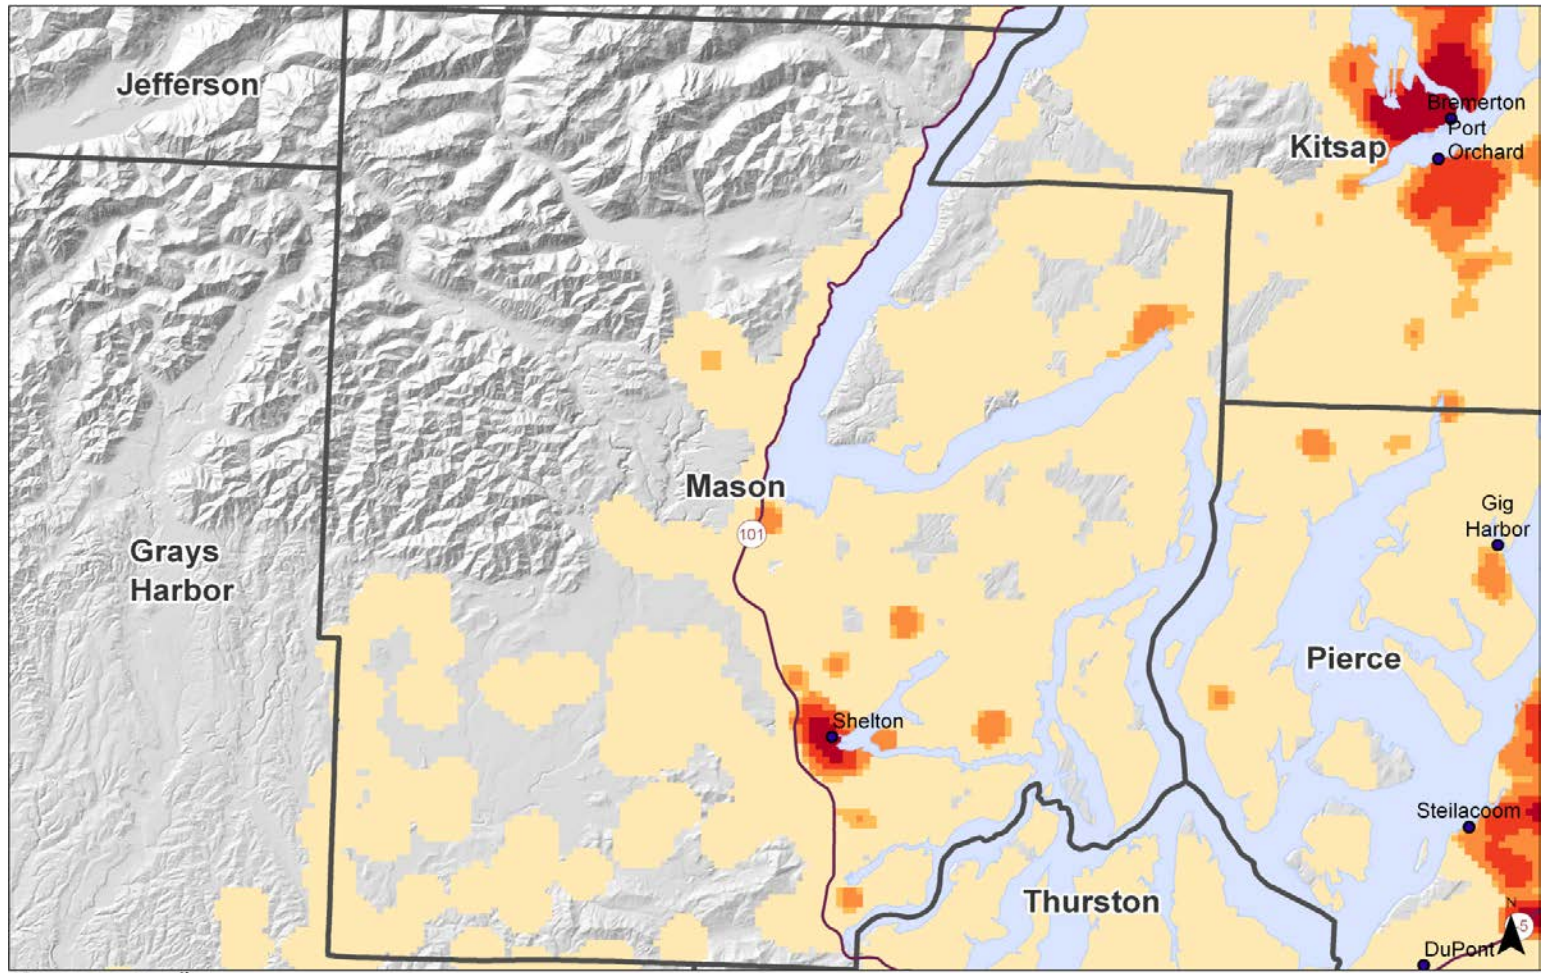 Jefferson
Bremerton
Port
Orchard
Kitsap
Mason
101
Gig
Harbor
Grays
Harbor
Pierce
Shelton
Steilacoom
Thurston
N
5
DuPont